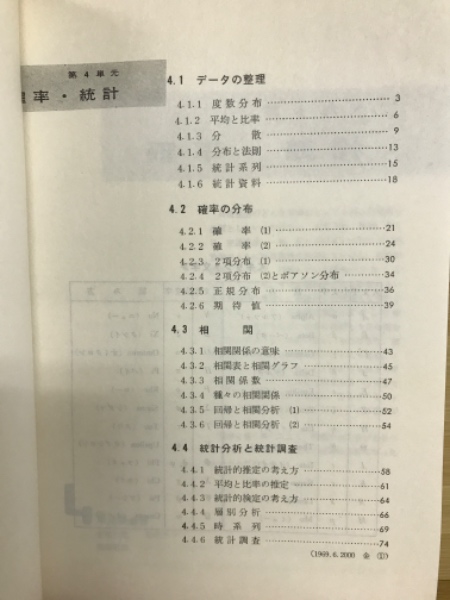 第4単元
率・統計
4.1 データの整理
4.1.1 度数分布 3
4.1.2 平均と比率 6
4.1.3 分散 9
4.1.4 分布と法則 13
4.1.5 統計系列 15
4.1.6 統計資料 18
4.2 確率の分布
4.2.1 確率 (1) 21
4.2.2 確率 (2) 24
4.2.3 2項分布 (1) 30
4.2.4 2項分布 (2)とポアソン分布 34
4.2.5 正規分布 36
4.2.6 期待値 39
4.3 相関
4.3.1 相関関係の意味 43
4.3.2 相関表と相関グラフ 45
4.3.3 相関係数 47
4.3.4 種々の相関関係 50
4.3.5 回帰と相関分析 (1) 52
4.3.6 回帰と相関分析 (2) 54
4.4 統計分析と統計調査
4.4.1 統計的推定の考え方 58
4.4.2 平均と比率の推定 61
4.4.3 統計的検定の考え方 64
4.4.4 層別分析 66
4.4.5 時系列 69
4.4.6 統計調査 74
(1969.6.2000 金 ①)